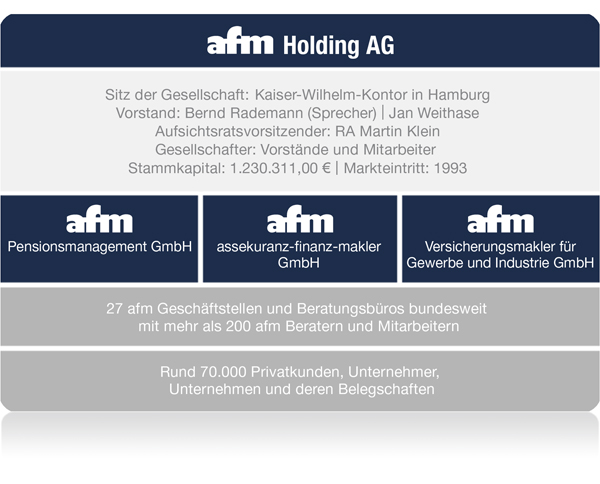 afm Holding AG
Sitz der Gesellschaft: Kaiser-Wilhelm-Kontor in Hamburg
Vorstand: Bernd Rademann (Sprecher) | Jan Weithase
Aufsichtsratsvorsitzender: RA Martin Klein
Gesellschafter: Vorstände und Mitarbeiter
Stammkapital: 1.230.311,00 € | Markteintritt: 1993
afm
Pensionsmanagement GmbH
afm
assekuranz-finanz-makler
GmbH
afm
Versicherungsmakler für
Gewerbe und Industrie GmbH
27 afm Geschäftstellen und Beratungsbüros bundesweit
mit mehr als 200 afm Beratern und Mitarbeitern
Rund 70.000 Privatkunden, Unternehmer,
Unternehmen und deren Belegschaften